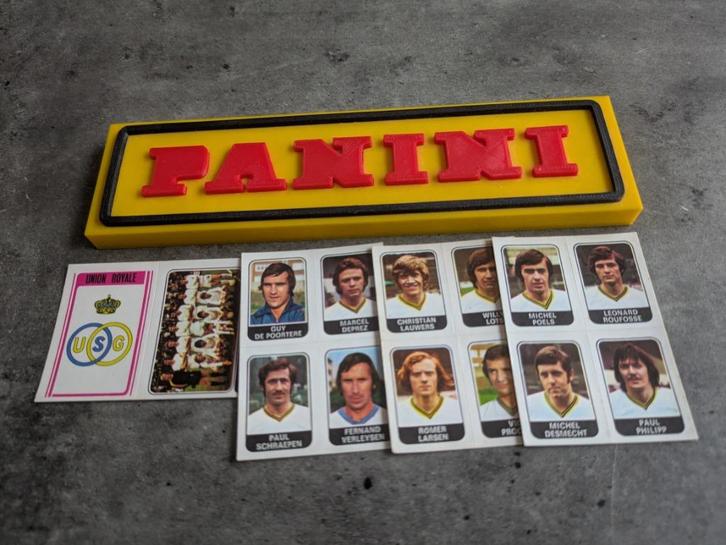 PANINI
UNION ROYALE
USG
GUY
DE POORTERE
MARCEL
DEPREZ
CHRISTIAN
LAUWERS
MICHEL
POELS
LEONARD
ROUFOSSE
PAUL
SCHRAEPEN
FERNAND
VERLEYSEN
ROMER
LARSEN
MICHEL
DESMECHT
PAUL
PHILIPP